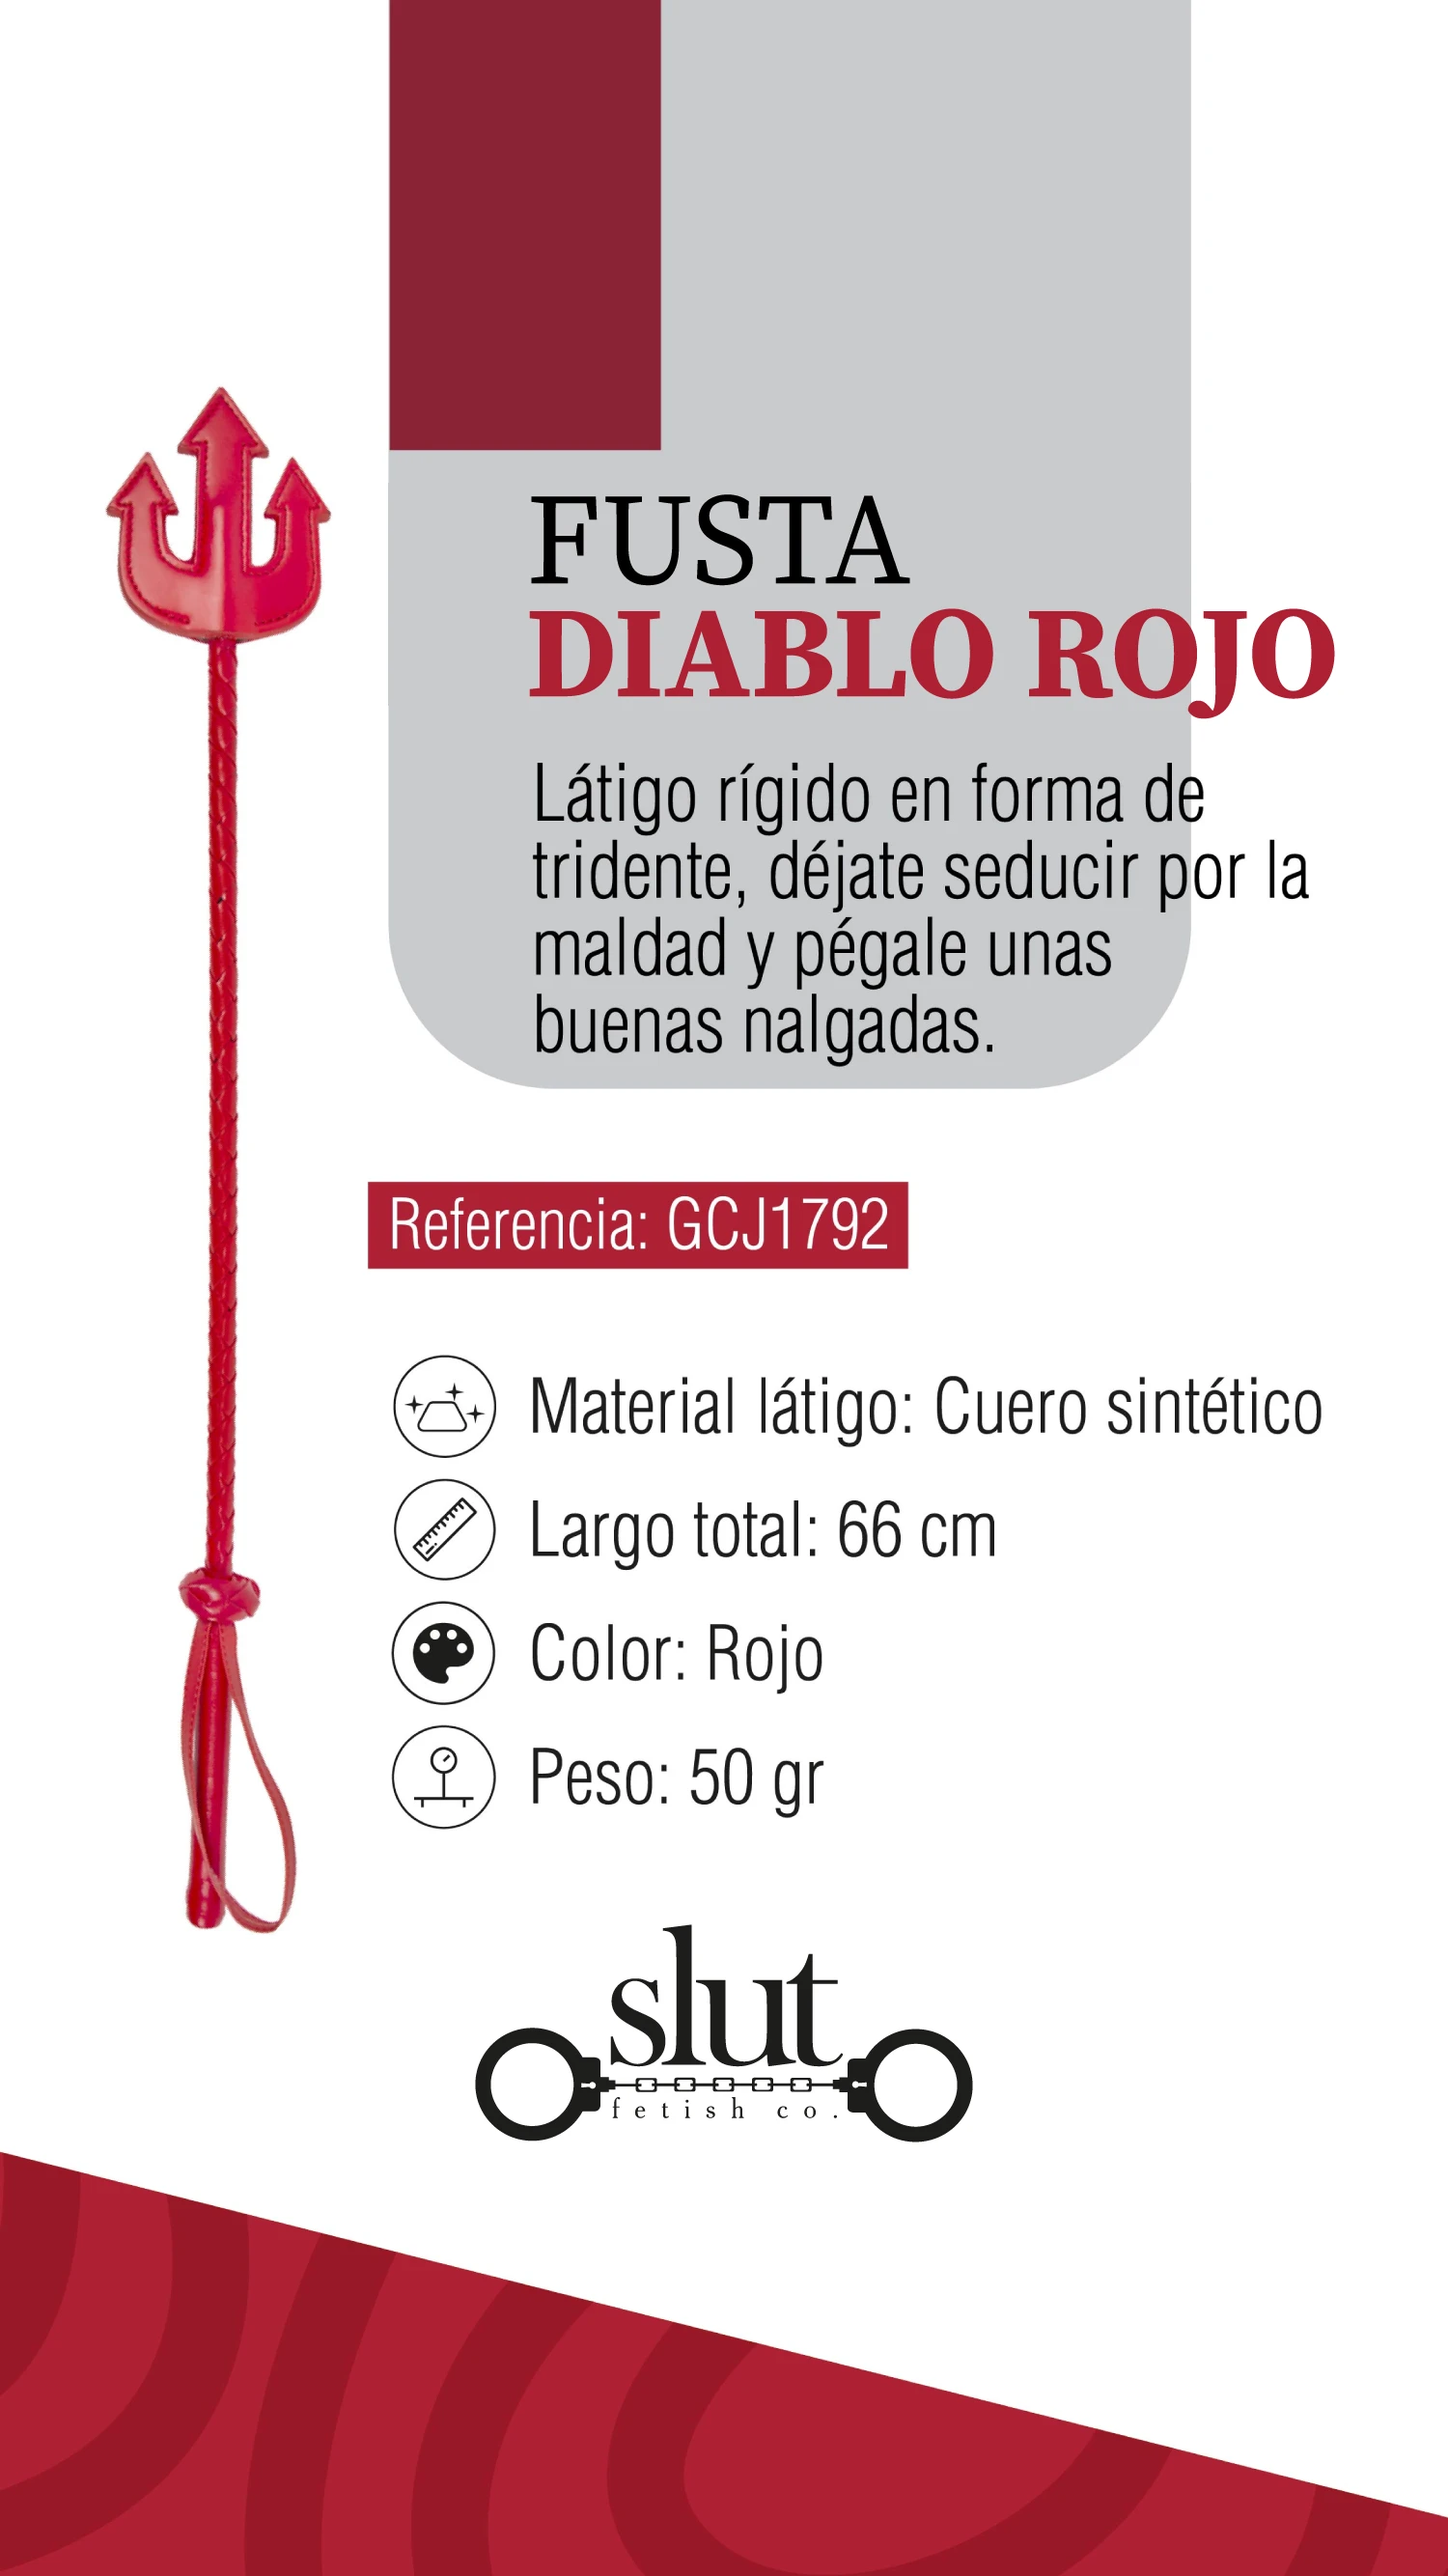 FUSTA
DIABLO ROJO
Látigo rígido en forma de
tridente, déjate seducir por la
maldad y pégale unas
buenas nalgadas.
Referencia: GCJ1792
Material látigo: Cuero sintético
Largo total: 66 cm
Color: Rojo
Peso: 50 gr
slut
fetish co.